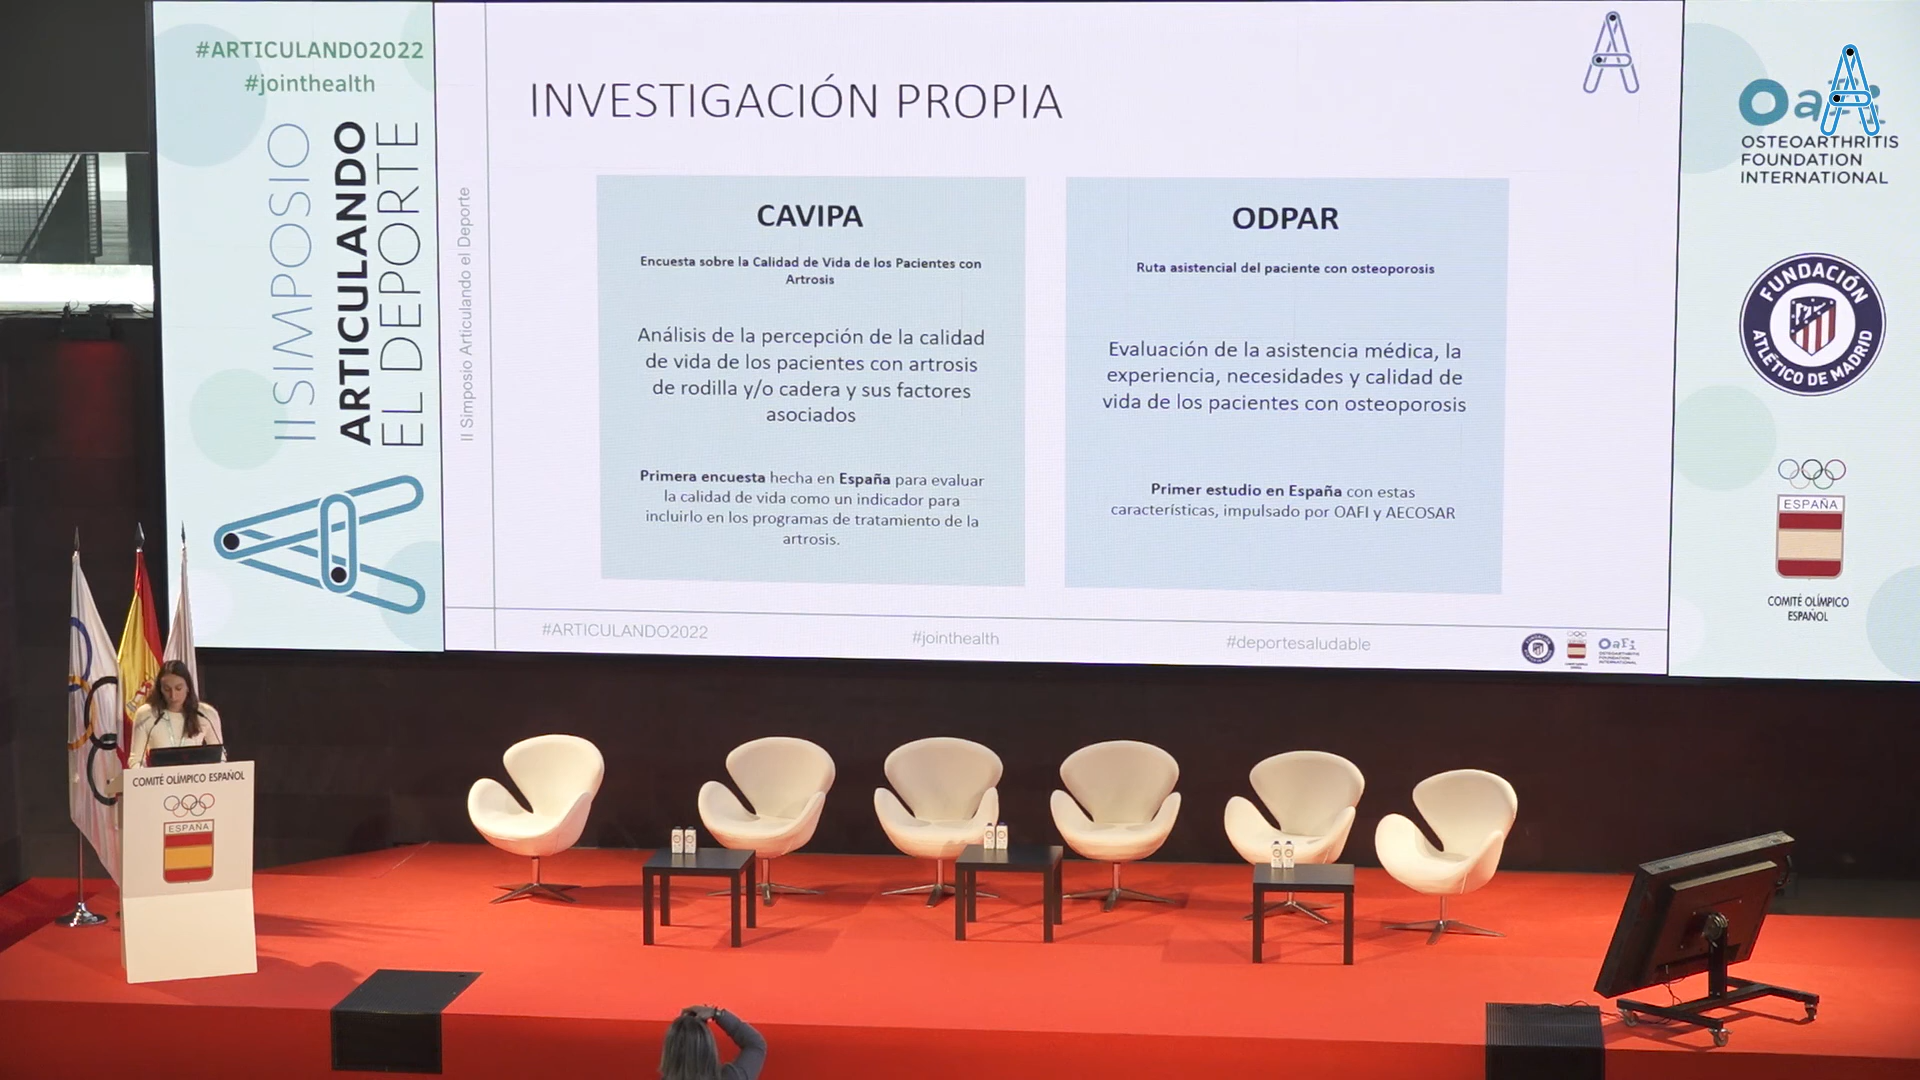 #ARTICULANDO2022
#jointhealth
II SIMPOSIO
ARTICULANDO
EL DEPORTE
II Simposio Articulando el Deporte
INVESTIGACIÓN PROPIA
CAVIPA
Encuesta sobre la Calidad de Vida de los Pacientes con
Artrosis
Análisis de la percepción de la calidad
de vida de los pacientes con artrosis
de rodilla y/o cadera y sus factores
asociados
Primera encuesta hecha en España para evaluar
la calidad de vida como un indicador para
incluirlo en los programas de tratamiento de la
artrosis.
ODPAR
Ruta asistencial del paciente con osteoporosis
Evaluación de la asistencia médica, la
experiencia, necesidades y calidad de
vida de los pacientes con osteoporosis
Primer estudio en España con estas
características, impulsado por OAFI y AECOSAR
#ARTICULANDO2022
#jointhealth
#deportesaludable
OaFi
OSTEOARTHRITIS
FOUNDATION
INTERNATIONAL
OaFi
OSTEOARTHRITIS
FOUNDATION
INTERNATIONAL
FUNDACIÓN
ATLÉTICO DE MADRID
ESPAÑA
COMITÉ OLÍMPICO
ESPAÑOL
COMITÉ OLÍMPICO ESPAÑOL
ESPAÑA